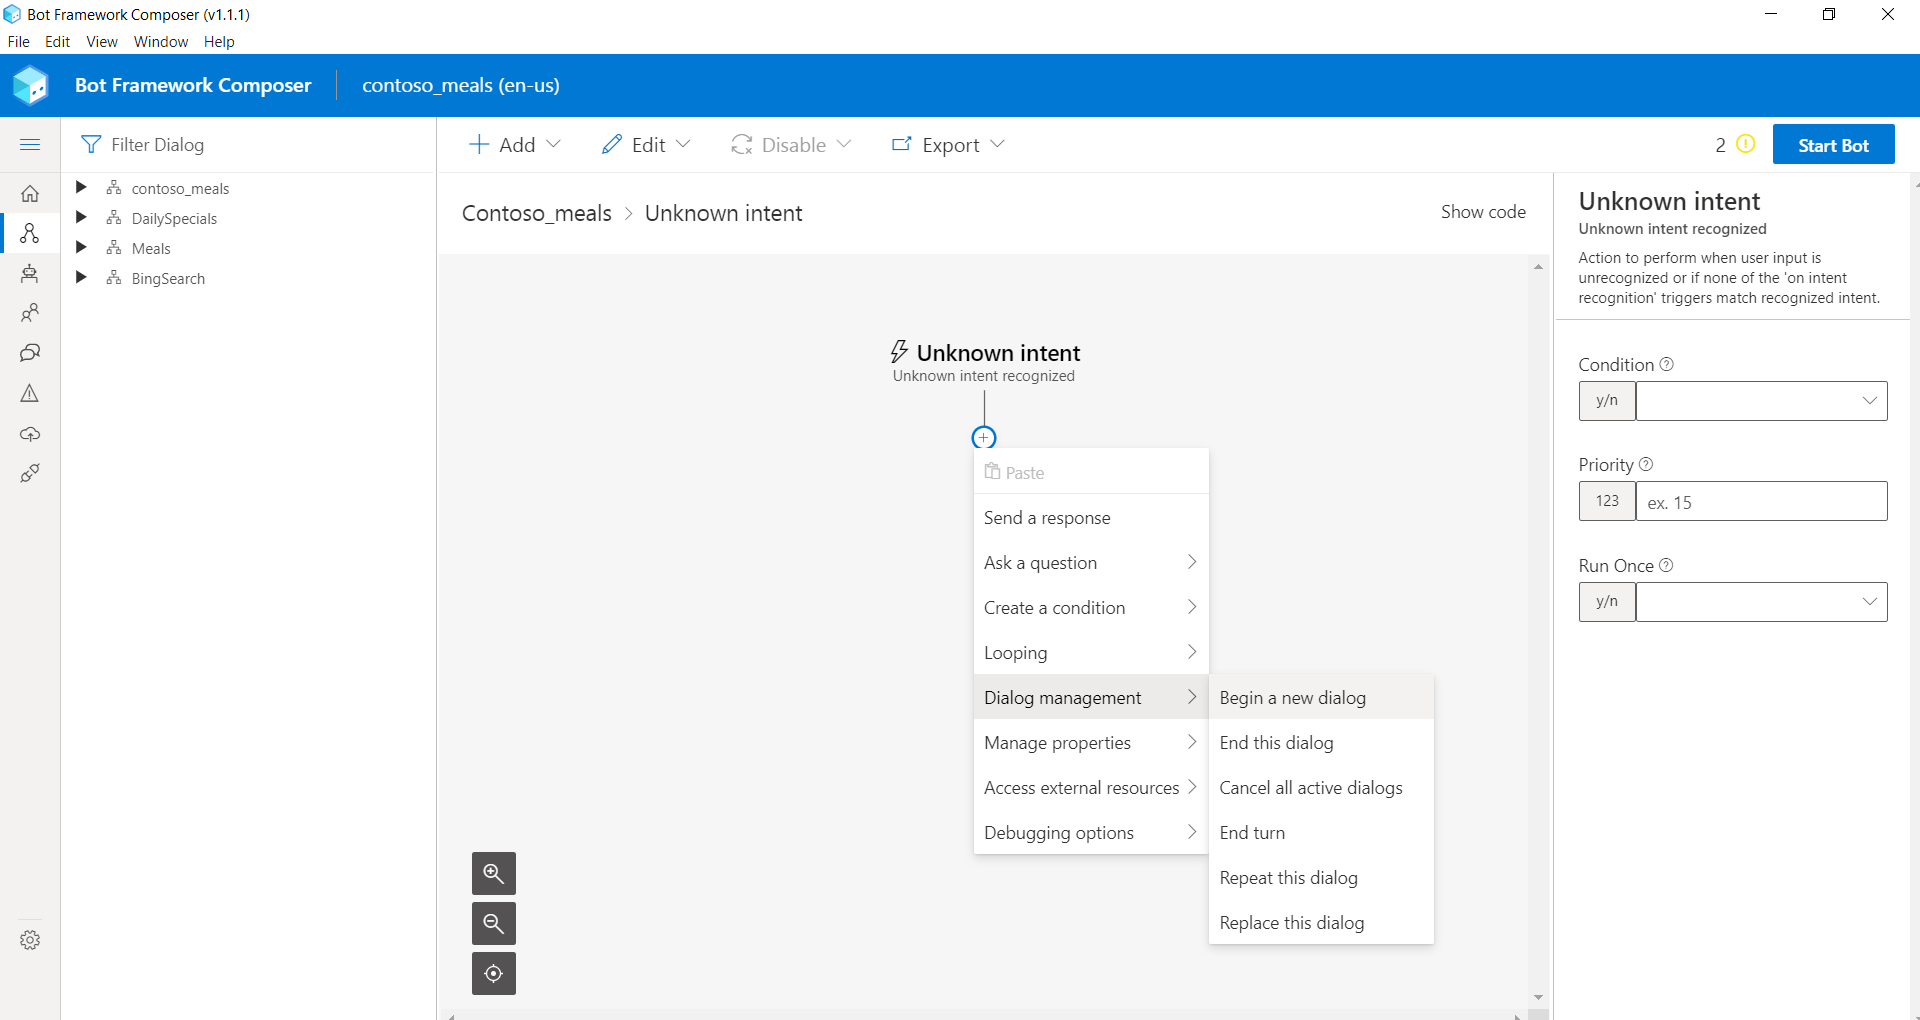 Bot Framework Composer (v1.1.1)
File Edit View Window Help
Bot Framework Composer contoso_meals (en-us)
Filter Dialog
contoso_meals
DailySpecials
Meals
BingSearch
Add Edit Disable Export 2 Start Bot
Contoso_meals > Unknown intent Show code
Unknown intent
Unknown intent recognized
Paste
Send a response
Ask a question
Create a condition
Looping
Dialog management
Manage properties
Access external resources
Debugging options
Begin a new dialog
End this dialog
Cancel all active dialogs
End turn
Repeat this dialog
Replace this dialog
Unknown intent
Unknown intent recognized
Action to perform when user input is
unrecognized or if none of the 'on intent
recognition' triggers match recognized intent.
Condition
y/n
Priority
123 ex. 15
Run Once
y/n